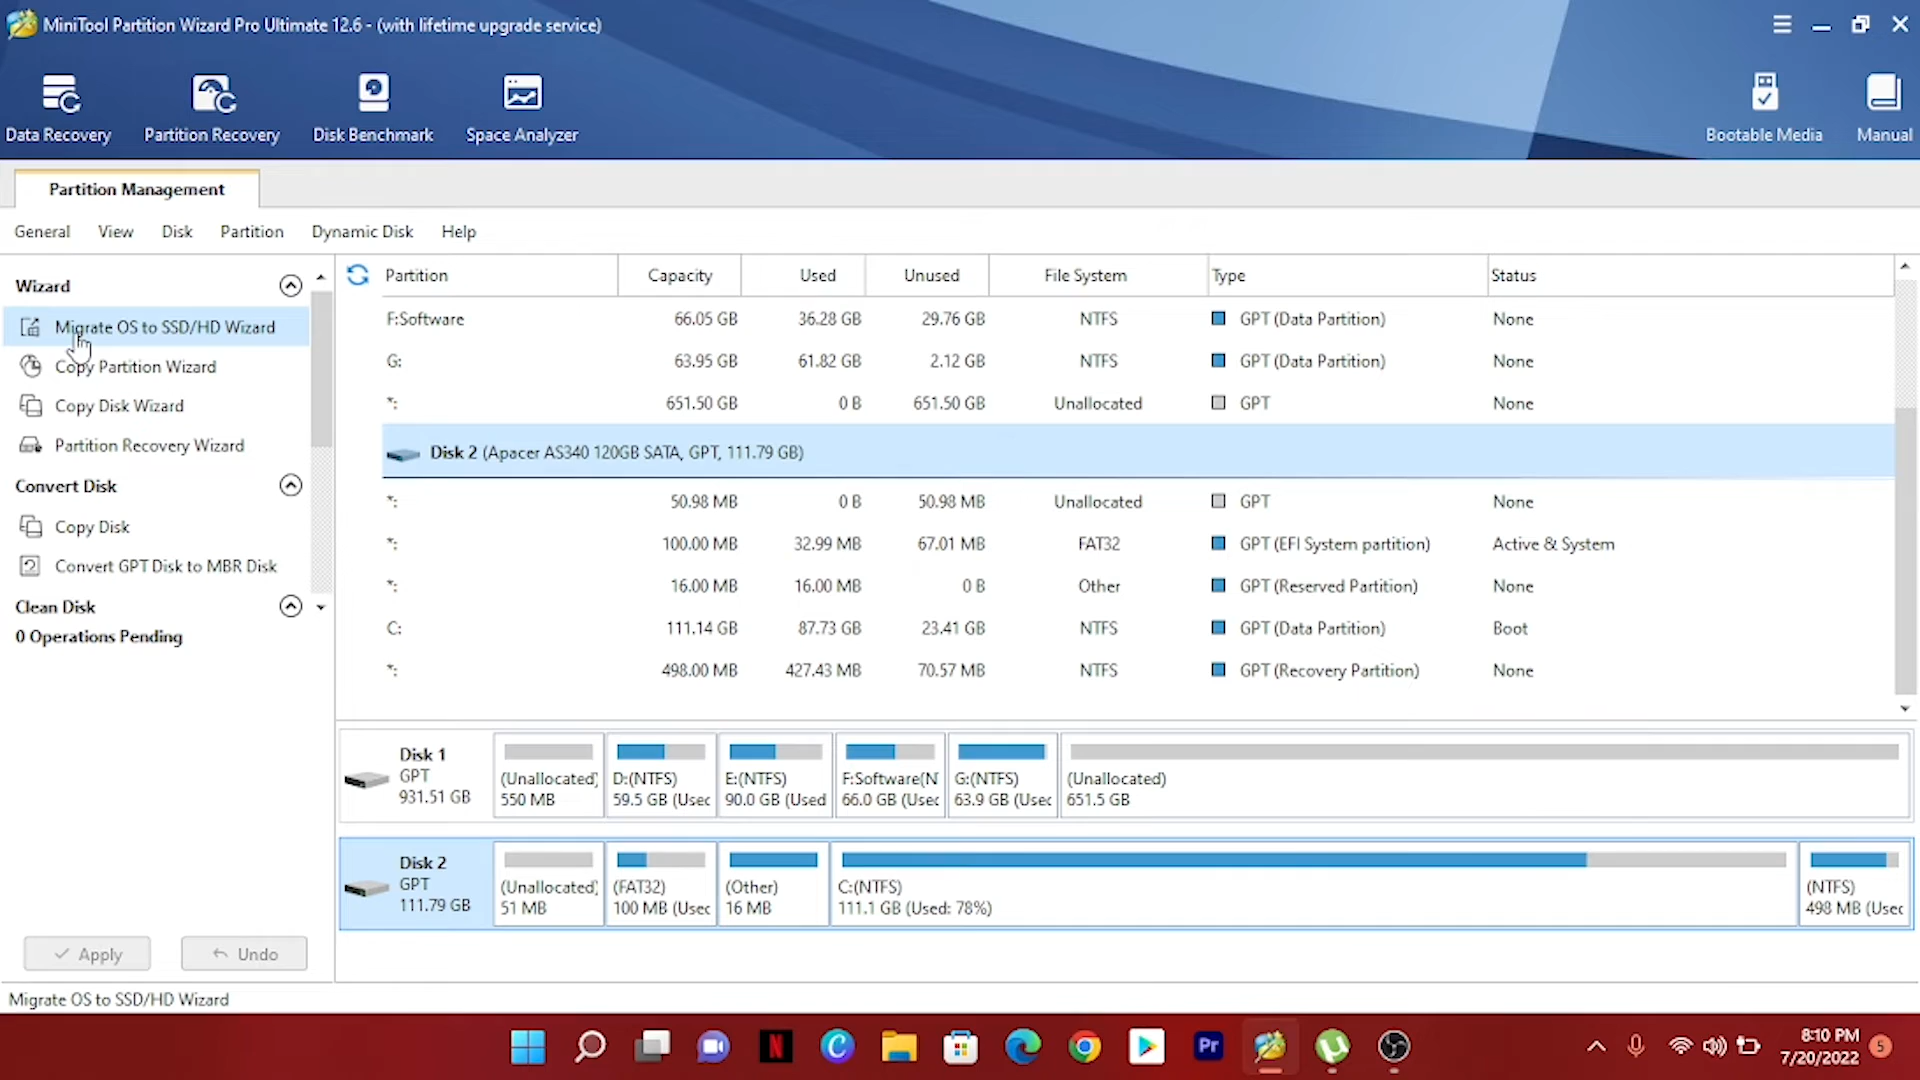 MiniTool Partition Wizard Pro Ultimate 12.6 - (with lifetime upgrade service)
Data Recovery Partition Recovery Disk Benchmark Space Analyzer Bootable Media Manual
Partition Management
General View Disk Partition Dynamic Disk Help
Wizard
Migrate OS to SSD/HD Wizard
Copy Partition Wizard
Copy Disk Wizard
Partition Recovery Wizard
Convert Disk
Copy Disk
Convert GPT Disk to MBR Disk
Clean Disk
0 Operations Pending
Apply Undo
Partition Capacity Used Unused File System Type Status
F:Software 66.05 GB 36.28 GB 29.76 GB NTFS GPT (Data Partition) None
G: 63.95 GB 61.82 GB 2.12 GB NTFS GPT (Data Partition) None
*: 651.50 GB 0 B 651.50 GB Unallocated GPT None
Disk 2 (Apacer AS340 120GB SATA, GPT, 111.79 GB)
*: 50.98 MB 0 B 50.98 MB Unallocated GPT None
*: 100.00 MB 32.99 MB 67.01 MB FAT32 GPT (EFI System partition) Active & System
*: 16.00 MB 16.00 MB 0 B Other GPT (Reserved Partition) None
C: 111.14 GB 87.73 GB 23.41 GB NTFS GPT (Data Partition) Boot
*: 498.00 MB 427.43 MB 70.57 MB NTFS GPT (Recovery Partition) None
Disk 1
GPT
931.51 GB
(Unallocated) D:(NTFS) E:(NTFS) F:Software(N G:(NTFS) (Unallocated)
550 MB 59.5 GB (Usec 90.0 GB (Used 66.0 GB (Usec 63.9 GB (Usec 651.5 GB
Disk 2
GPT
111.79 GB
(Unallocated) (FAT32) (Other) C:(NTFS) (NTFS)
51 MB 100 MB (Usec 16 MB 111.1 GB (Used: 78%) 498 MB (Usec
Migrate OS to SSD/HD Wizard
N C Pr
8:10 PM
7/20/2022
5